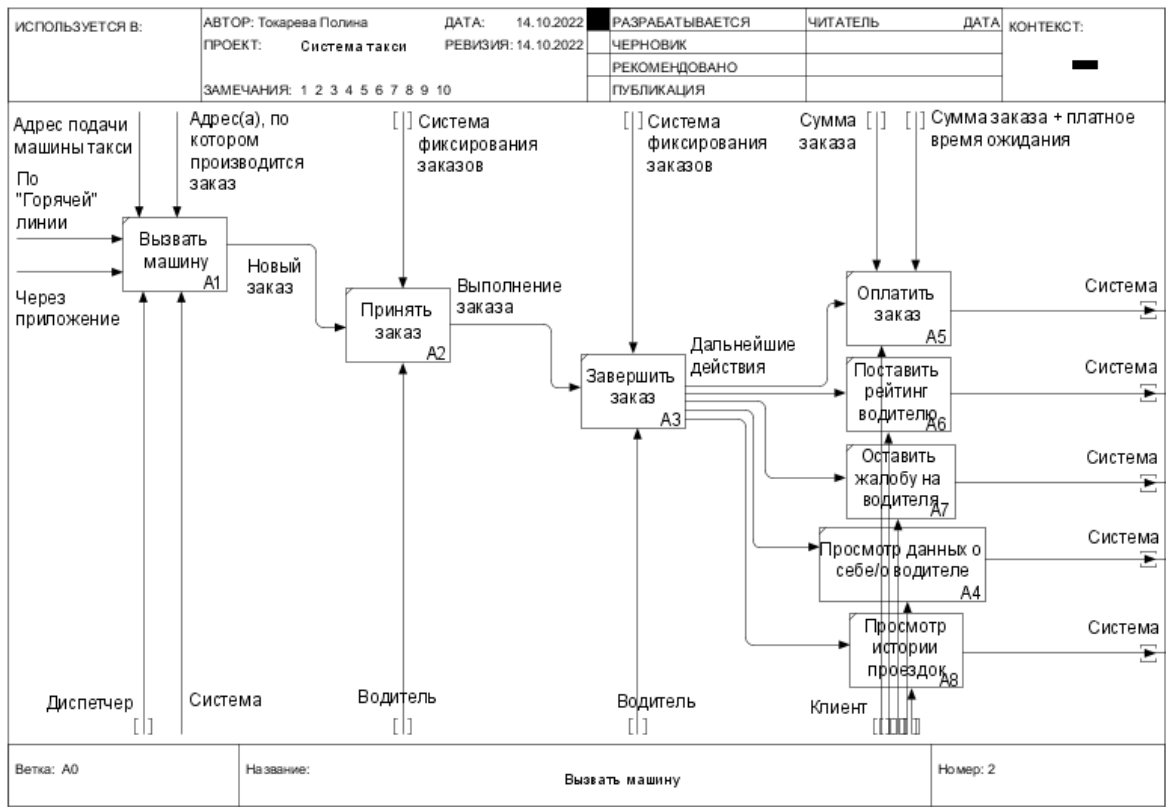 ИСПОЛЬЗУЕТСЯ В:
АВТОР: Токарева Полина
ДАТА: 14.10.2022
ПРОЕКТ: Система такси
РЕВИЗИЯ: 14.10.2022
ЗАМЕЧАНИЯ: 1 2 3 4 5 6 7 8 9 10
РАЗРАБАТЫВАЕТСЯ
ЧЕРНОВИК
РЕКОМЕНДОВАНО
ПУБЛИКАЦИЯ
ЧИТАТЕЛЬ
ДАТА
КОНТЕКСТ:
Адрес подачи
машины такси
Адрес(а), по
котором
производится
заказ
Система
фиксирования
заказов
Система
фиксирования
заказов
Сумма
заказа
Сумма заказа + платное
время ожидания
По
"Горячей"
линии
Через
приложение
Вызвать
машину
A1
Новый
заказ
Принять
заказ
A2
Выполнение
заказа
Завершить
заказ
A3
Дальнейшие
действия
Оплатить
заказ
A5
Система
Поставить
рейтинг
водителю
A6
Система
Оставить
жалобу на
водителя
A7
Система
Просмотр данных о
себе/о водителе
A4
Система
Просмотр
истории
проездок
A8
Система
Диспетчер
Система
Водитель
Водитель
Клиент
Ветка: A0
Название:
Вызвать машину
Номер: 2